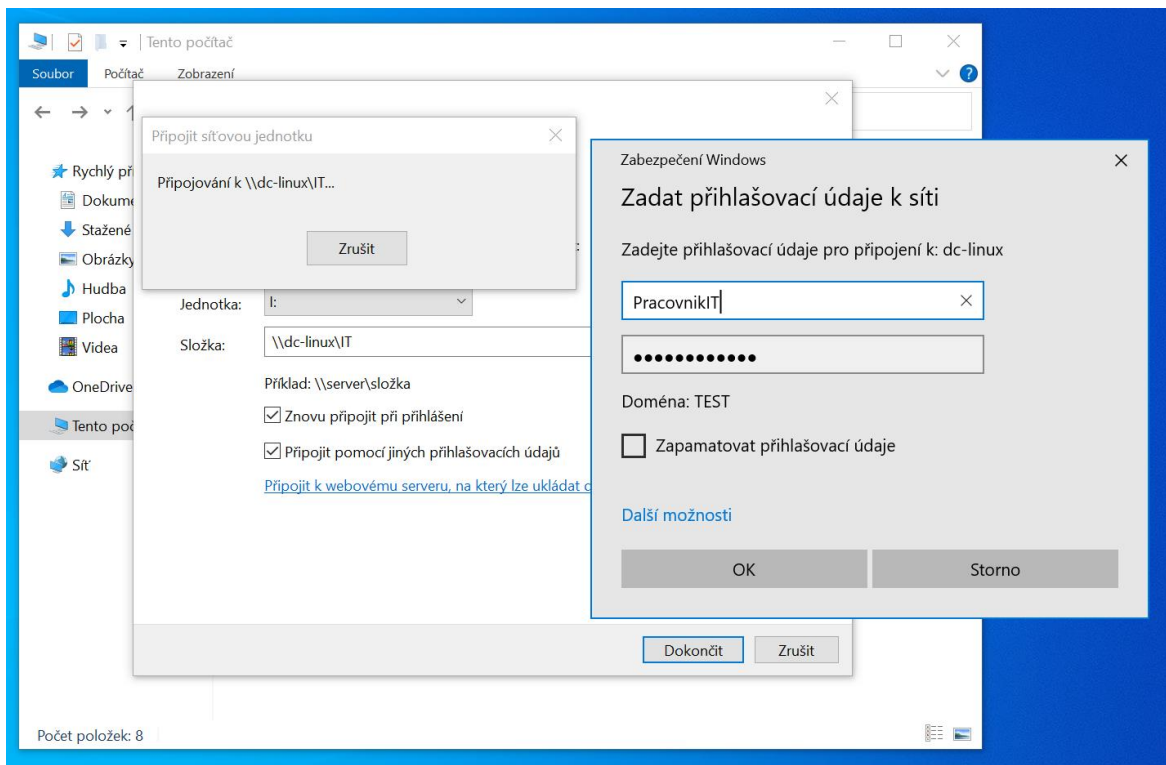 Tento počítač
Soubor Počítač Zobrazení
Připojit síťovou jednotku
Připojování k \\dc-linux\IT...
Zrušit
Rychlý př
Dokume
Stažené
Obrázky
Hudba
Plocha
Videa
OneDrive
Tento poč
Síť
Jednotka: I:
Složka: \\dc-linux\IT
Příklad: \\server\složka
Znovu připojit při přihlášení
Připojit pomocí jiných přihlašovacích údajů
Připojit k webovému serveru, na který lze ukládat
Dokončit Zrušit
Zabezpečení Windows
Zadat přihlašovací údaje k síti
Zadejte přihlašovací údaje pro připojení k: dc-linux
PracovnikIT
Doména: TEST
Zapamatovat přihlašovací údaje
Další možnosti
OK Storno
Počet položek: 8